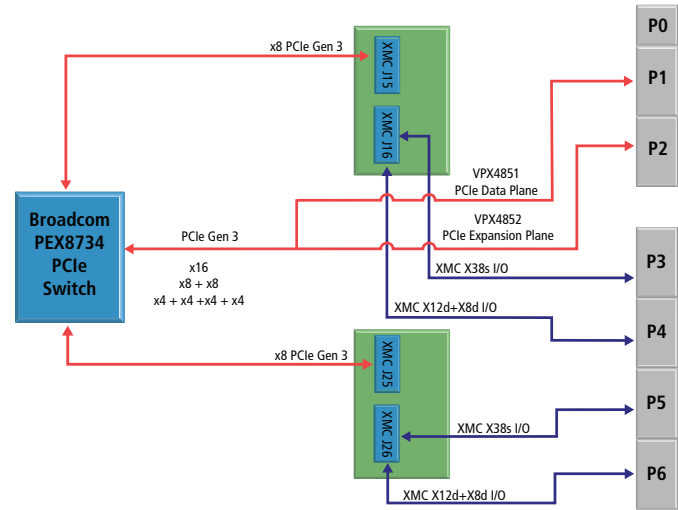 x8 PCIe Gen 3
XMC J15
XMC J16
P0
P1
P2
VPX4851
PCIe Data Plane
VPX4852
PCIe Expansion Plane
Broadcom
PEX8734
PCIe
Switch
PCIe Gen 3
x16
x8 + x8
x4 + x4 +x4 + x4
XMC X38s I/O
P3
XMC X12d+X8d I/O
P4
x8 PCIe Gen 3
XMC J25
XMC J26
XMC X38s I/O
P5
XMC X12d+X8d I/O
P6